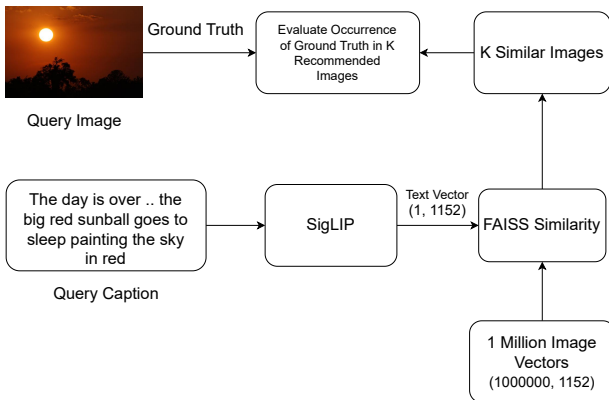 Ground Truth
Evaluate Occurrence
of Ground Truth in K
Recommended
Images
K Similar Images
Query Image
The day is over .. the
big red sunball goes to
sleep painting the sky
in red
SigLIP
Text Vector
(1, 1152)
FAISS Similarity
Query Caption
1 Million Image
Vectors
(1000000, 1152)